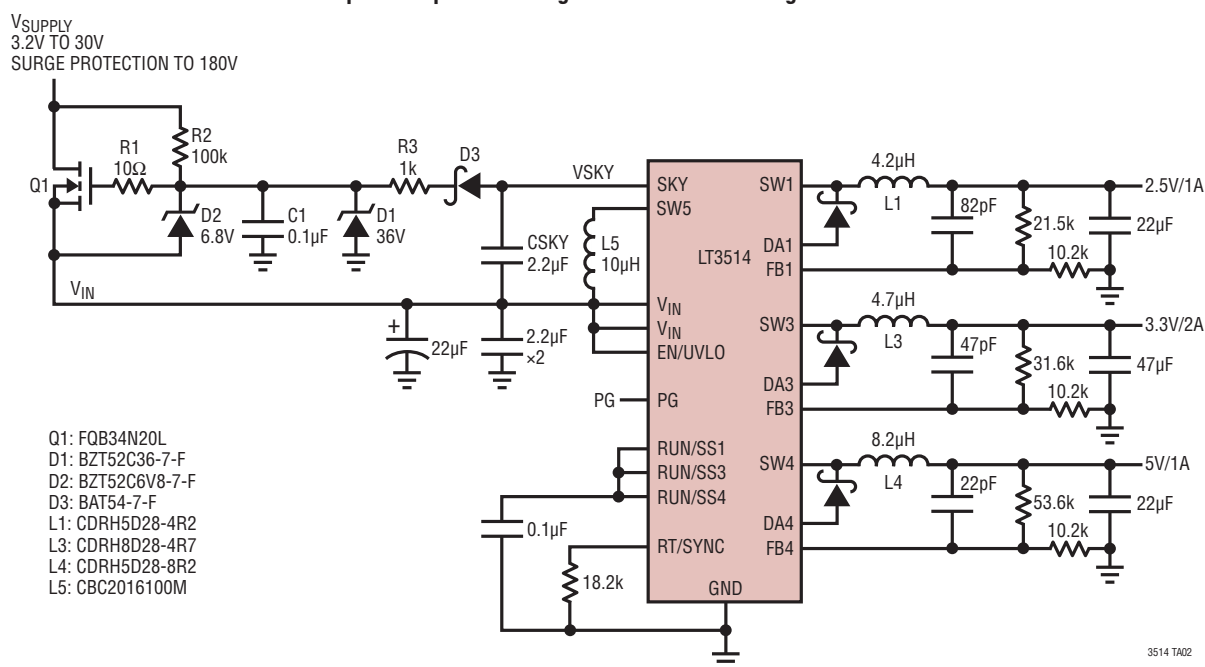 VSUPPLY
3.2V TO 30V
SURGE PROTECTION TO 180V
R1
10Ω
R2
100k
Q1
D2
6.8V
C1
0.1µF
D1
36V
R3
1k
D3
VSKY
CSKY
2.2µF
L5
10µH
VIN
+
22µF
2.2µF
×2
PG
SKY
SW5
LT3514
VIN
VIN
EN/UVLO
PG
RUN/SS1
RUN/SS3
RUN/SS4
RT/SYNC
GND
SW1
DA1
FB1
SW3
DA3
FB3
SW4
DA4
FB4
4.2µH
L1
82pF
21.5k
10.2k
22µF
2.5V/1A
4.7µH
L3
47pF
31.6k
10.2k
47µF
3.3V/2A
8.2µH
L4
22pF
53.6k
10.2k
22µF
5V/1A
0.1µF
18.2k
Q1: FQB34N20L
D1: BZT52C36-7-F
D2: BZT52C6V8-7-F
D3: BAT54-7-F
L1: CDRH5D28-4R2
L3: CDRH8D28-4R7
L4: CDRH5D28-8R2
L5: CBC2016100M
3514 TA02